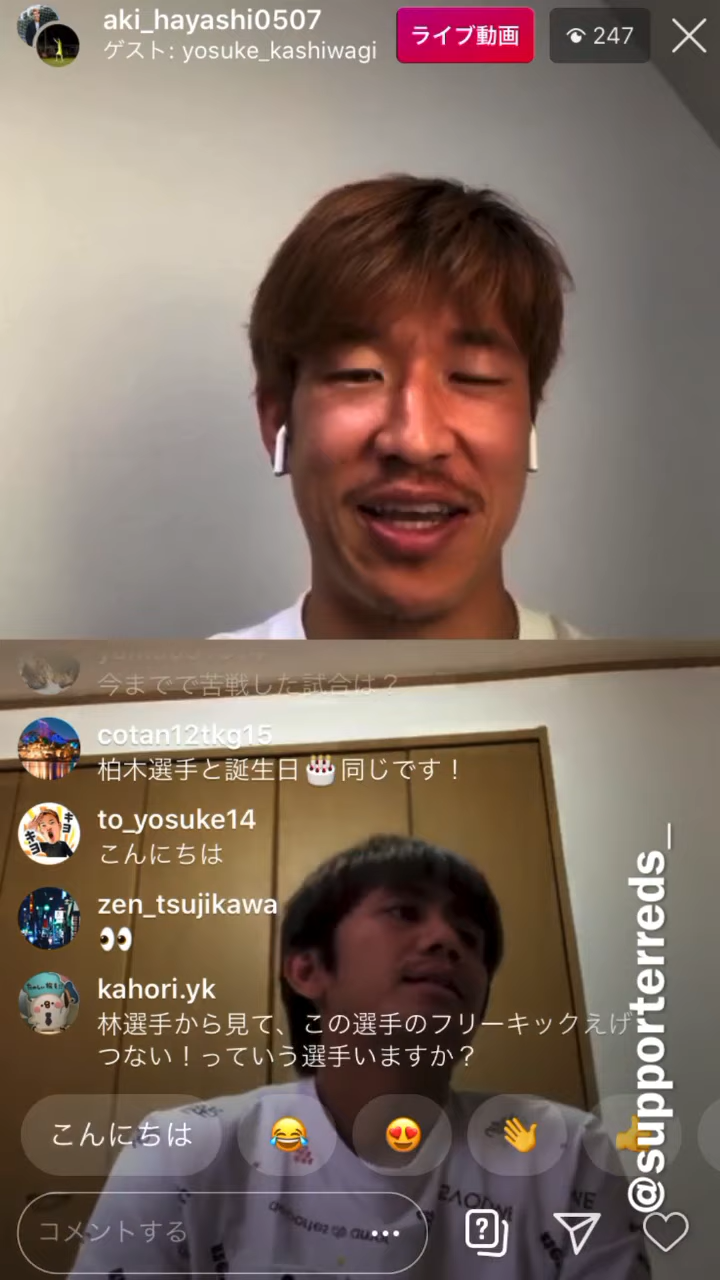 aki_hayashi0507
ゲスト: yosuke_kashiwagi
ライブ動画
247
今までで苦戦した試合は？
cotan12tkg15
柏木選手と誕生日🎂同じです！
to_yosuke14
こんにちは
zen_tsujikawa
👀
kahori.yk
林選手から見て、この選手のフリーキックえげ
つない！っていう選手いますか？
こんにちは 😂 😍 👋
コメントする
@supporterreds_